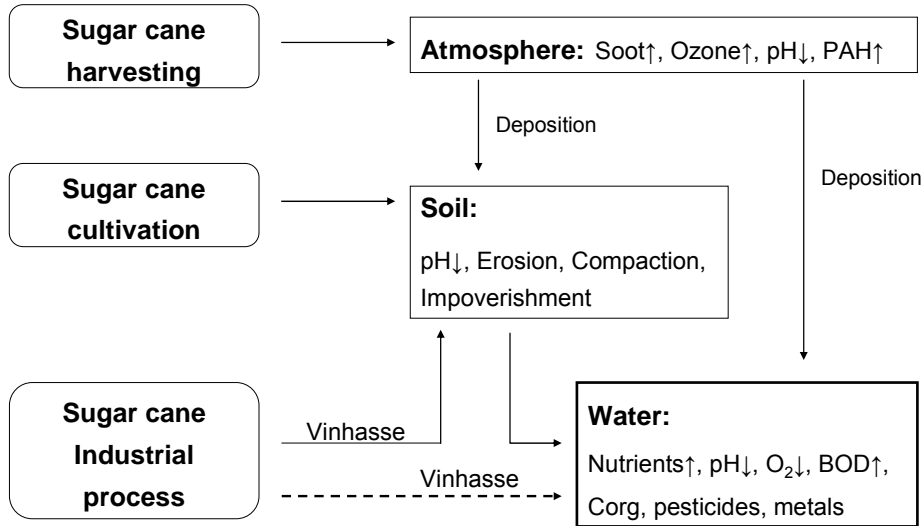 Sugar cane
harvesting
Atmosphere: Soot↑, Ozone↑, pH↓, PAH↑
Deposition
Deposition
Sugar cane
cultivation
Soil:
pH↓, Erosion, Compaction,
Impoverishment
Sugar cane
Industrial
process
Vinhasse
Vinhasse
Water:
Nutrients↑, pH↓, O₂↓, BOD↑,
Corg, pesticides, metals